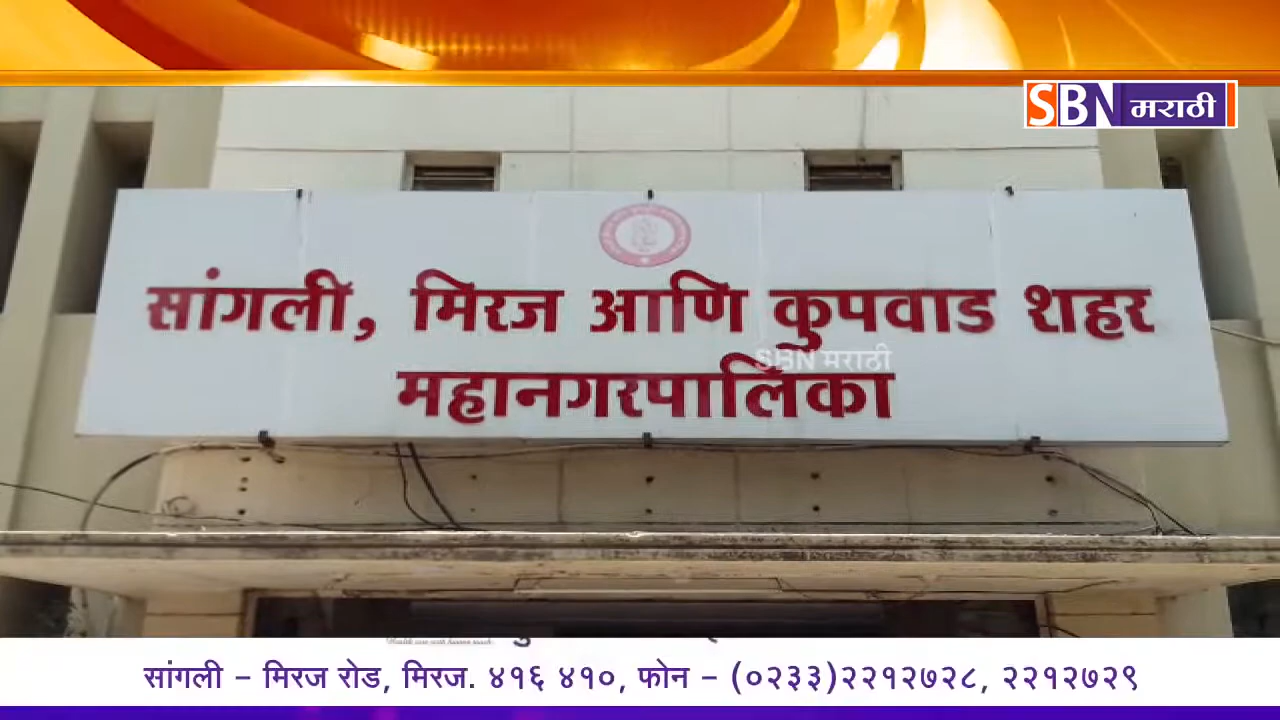 SBN मराठी
सांगली, मिरज आणि कुपवाड शहर
SBN मराठी
महानगरपालिका
सांगली – मिरज रोड, मिरज. ४१६ ४१०, फोन – (०२३३)२२१२७२८, २२१२७२९